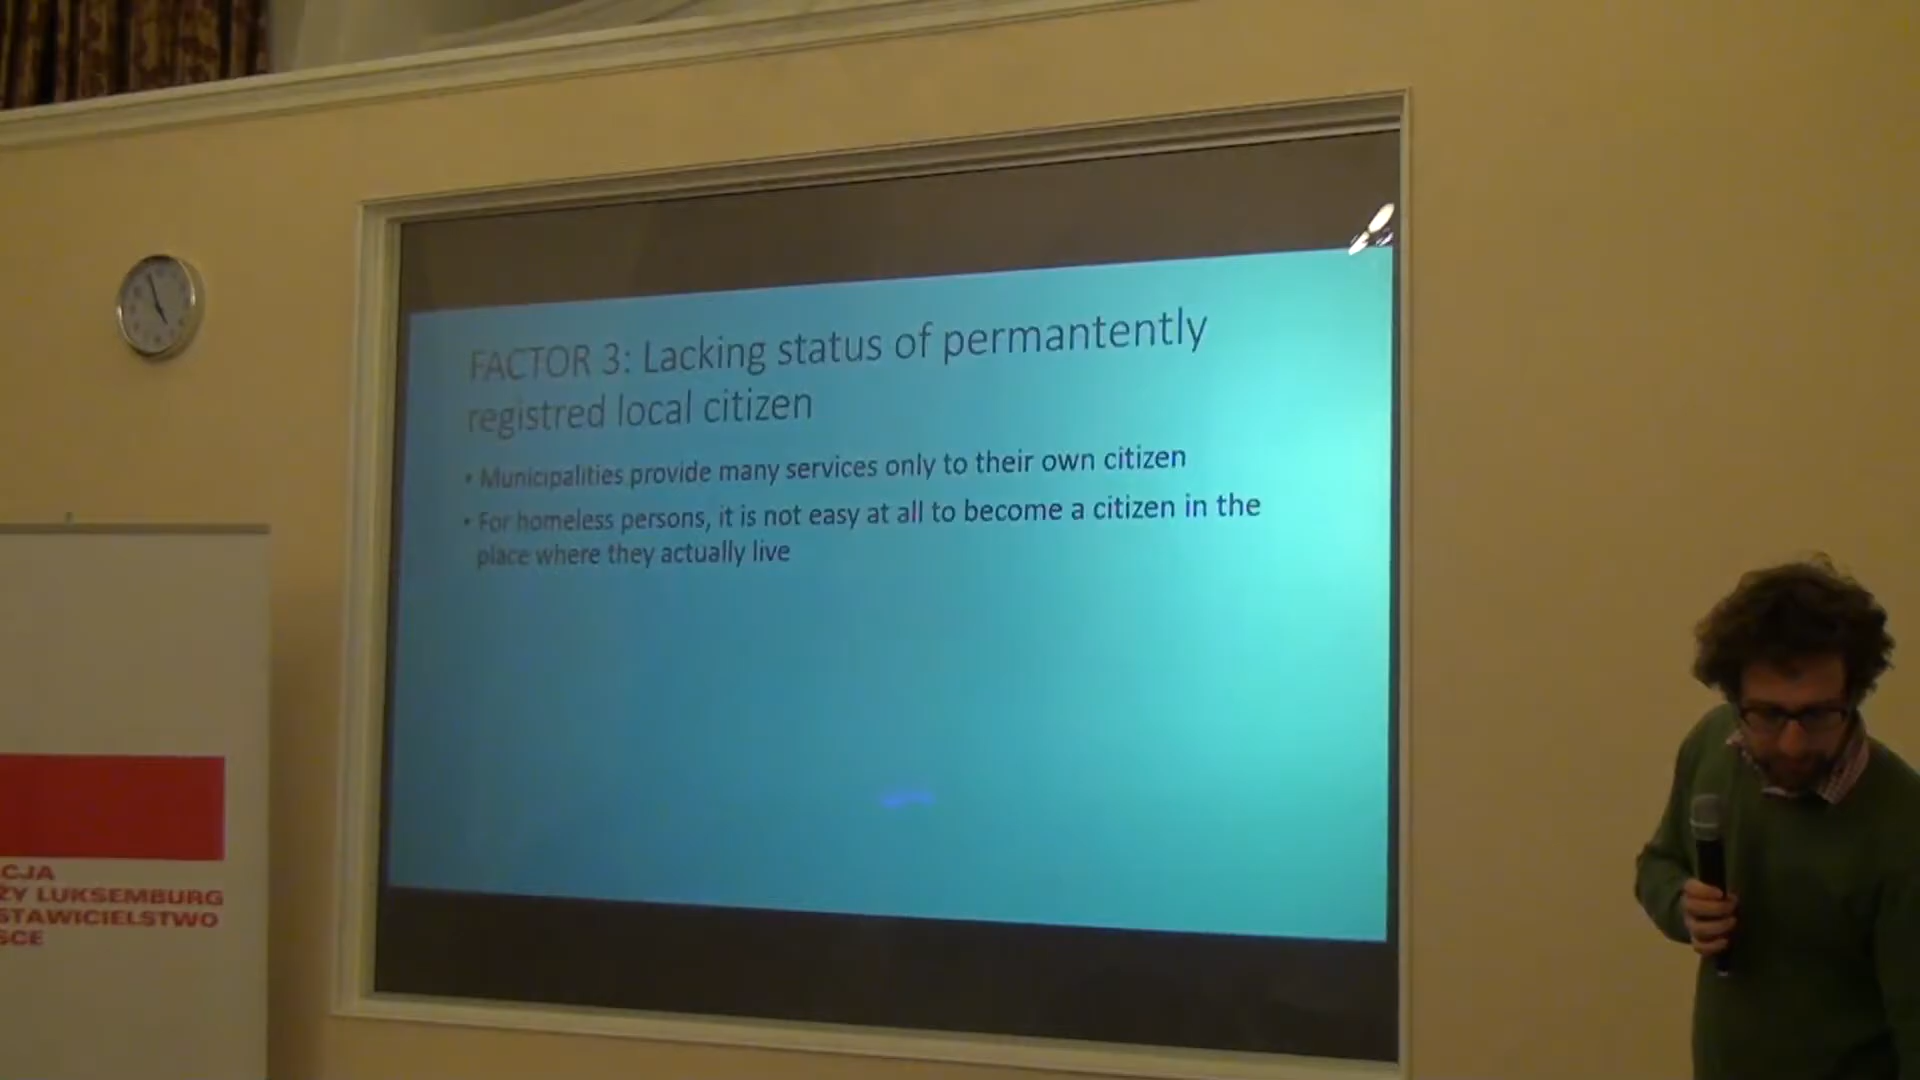 FACTOR 3: Lacking status of permantently
registred local citizen
• Municipalities provide many services only to their own citizen
• For homeless persons, it is not easy at all to become a citizen in the
place where they actually live
CJA
ŻY LUKSEMBURG
STAWICIELSTWO
SCE